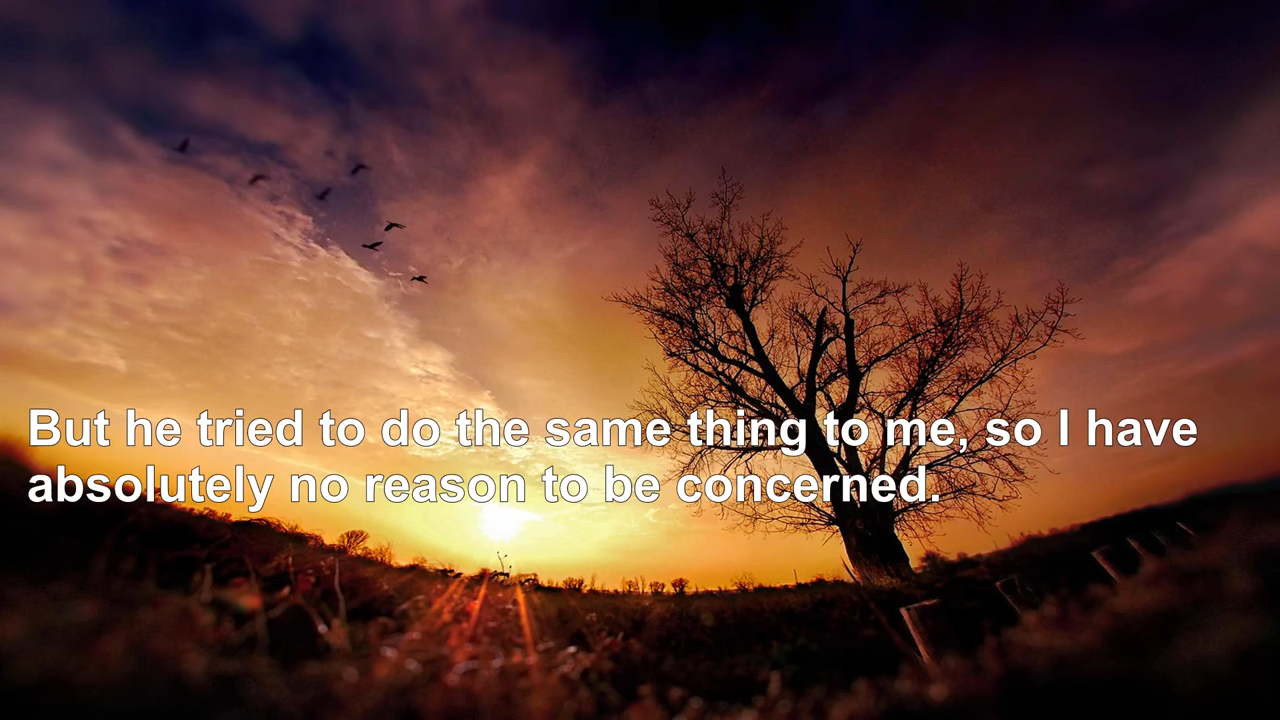 But he tried to do the same thing to me, so I have
absolutely no reason to be concerned.